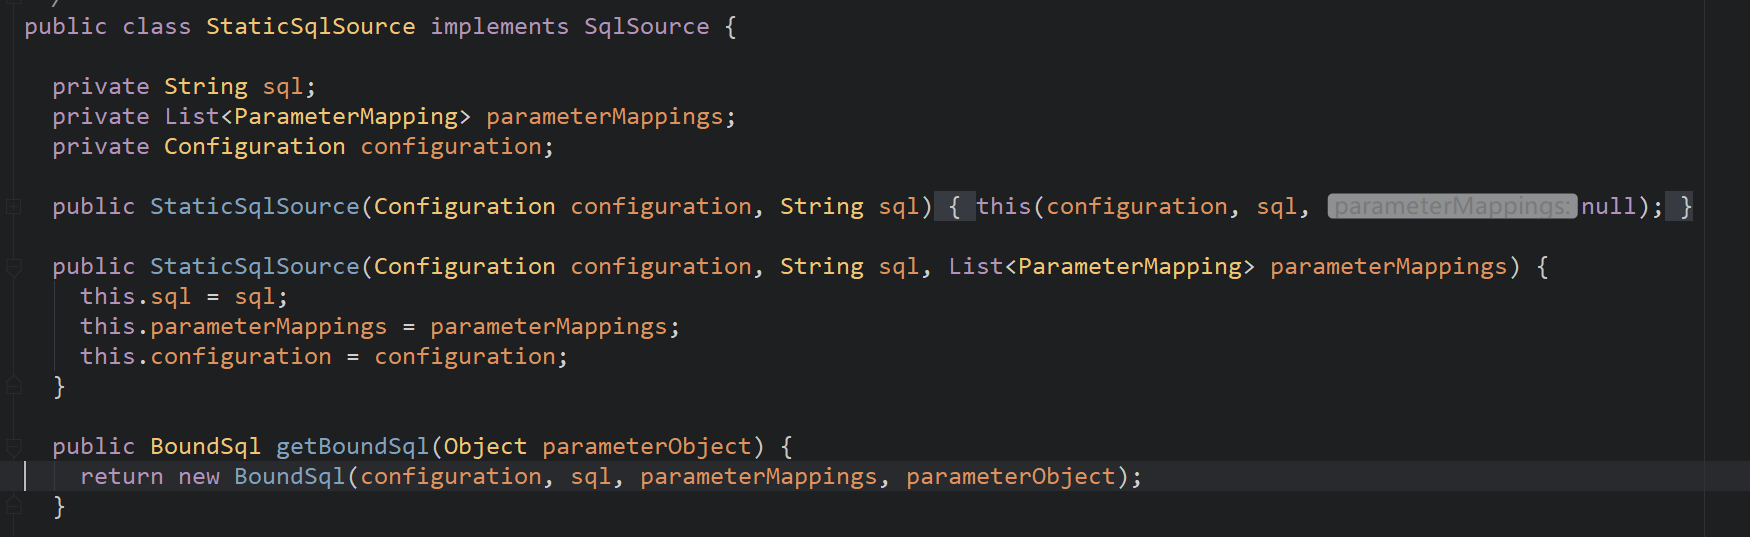 public class StaticSqlSource implements SqlSource {
private String sql;
private List<ParameterMapping> parameterMappings;
private Configuration configuration;
public StaticSqlSource(Configuration configuration, String sql) { this(configuration, sql, parameterMappings: null); }
public StaticSqlSource(Configuration configuration, String sql, List<ParameterMapping> parameterMappings) {
this.sql = sql;
this.parameterMappings = parameterMappings;
this.configuration = configuration;
}
public BoundSql getBoundSql(Object parameterObject) {
return new BoundSql(configuration, sql, parameterMappings, parameterObject);
}